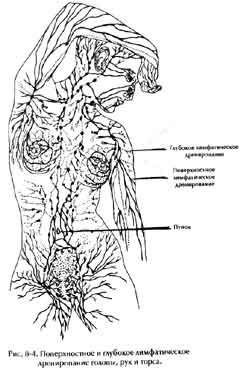 Глубокое лимфатическое
дренирование
Поверхностное
лимфатическое
дренирование
Пупок
Рис. 8-4. Поверхностное и глубокое лимфатическое
дренирование головы, рук и торса.